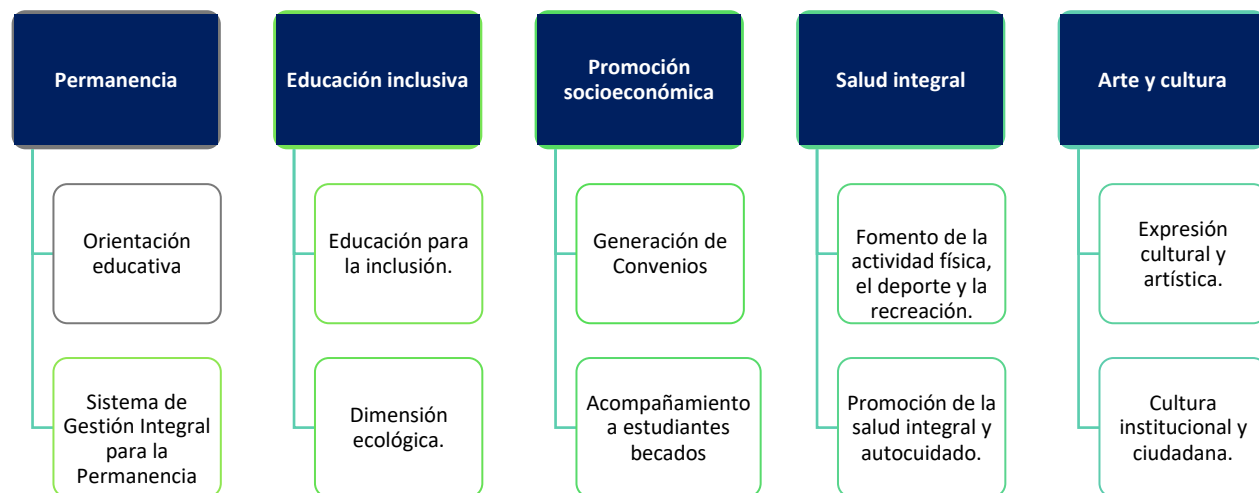 Permanencia
Orientación
educativa
Sistema de
Gestión Integral
para la
Permanencia
Educación inclusiva
Educación para
la inclusión.
Dimensión
ecológica.
Promoción
socioeconómica
Generación de
Convenios
Acompañamiento
a estudiantes
becados
Salud integral
Fomento de la
actividad física,
el deporte y la
recreación.
Promoción de la
salud integral y
autocuidado.
Arte y cultura
Expresión
cultural y
artística.
Cultura
institucional y
ciudadana.